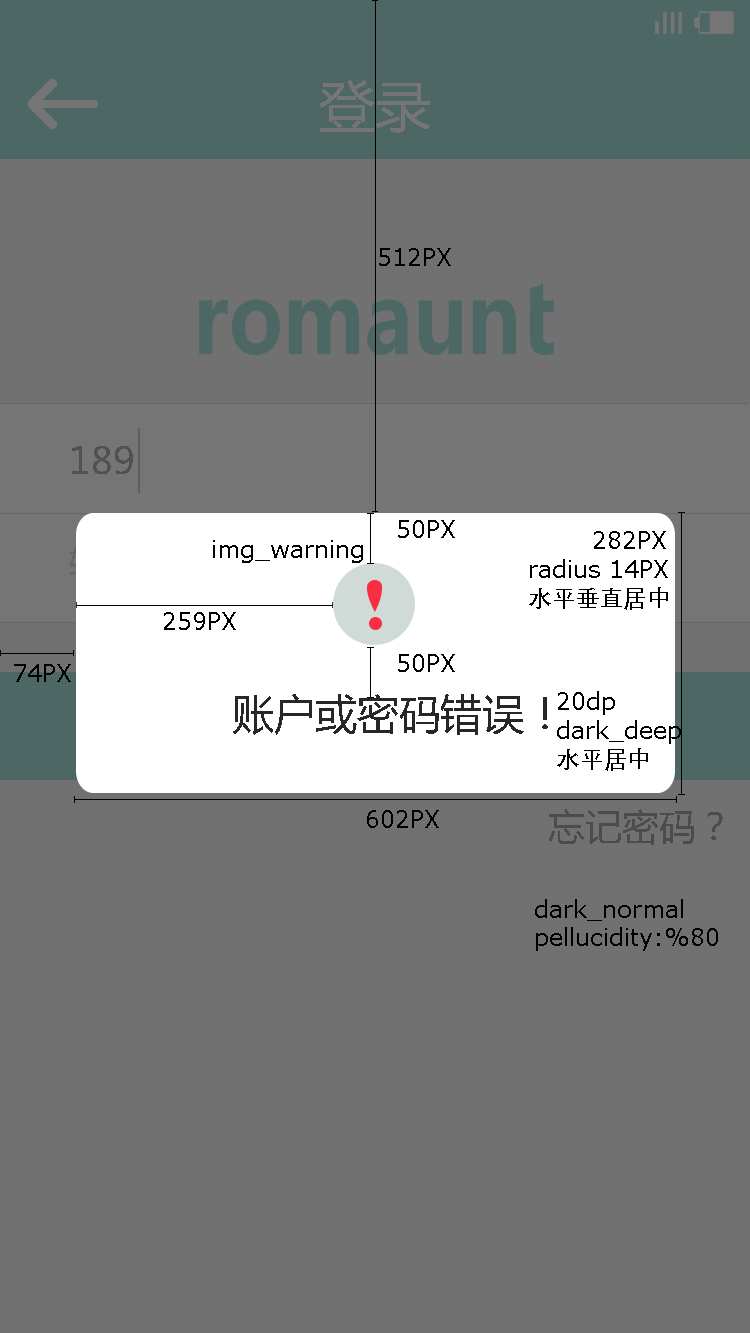 登录
512PX
romaunt
189
50PX
img_warning
282PX
radius 14PX
水平垂直居中
259PX
50PX
74PX
账户或密码错误！
20dp
dark_deep
水平居中
602PX
忘记密码？
dark_normal
pellucidity:%80